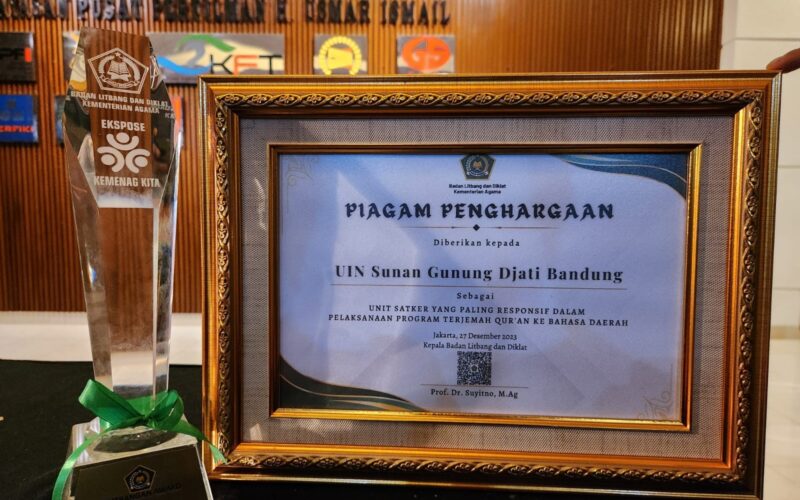 PUSAT PERFILMAN H. USMAR ISMAIL
KFT
BADAN LITBANG DAN DIKLAT
KEMENTERIAN AGAMA
EKSPOSE
KEMENAG KITA
Badan Litbang dan Diklat
Kementerian Agama
PIAGAM PENGHARGAAN
Diberikan kepada
UIN Sunan Gunung Djati Bandung
Sebagai
UNIT SATKER YANG PALING RESPONSIF DALAM
PELAKSANAAN PROGRAM TERJEMAH QUR'AN KE BAHASA DAERAH
Jakarta, 27 Desember 2023
Kepala Badan Litbang dan Diklat
Prof. Dr. Suyitno, M.Ag